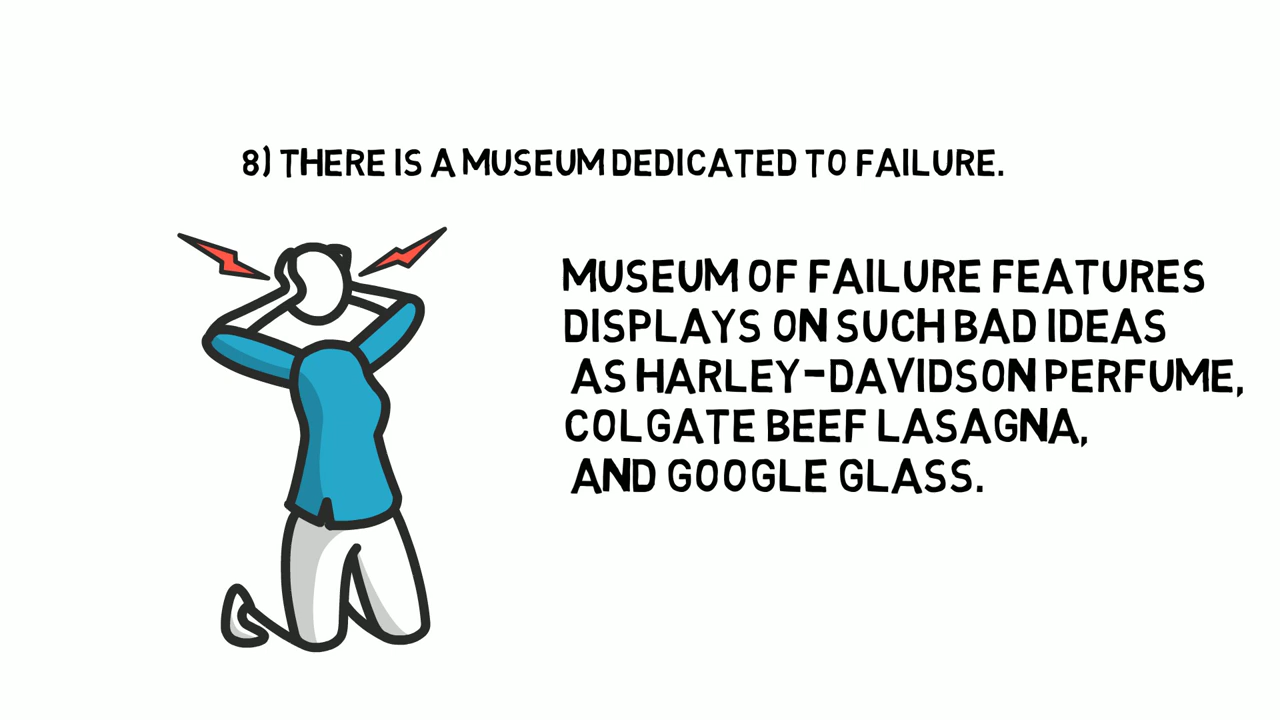 8) THERE IS A MUSEUM DEDICATED TO FAILURE.
MUSEUM OF FAILURE FEATURES
DISPLAYS ON SUCH BAD IDEAS
AS HARLEY-DAVIDSON PERFUME,
COLGATE BEEF LASAGNA,
AND GOOGLE GLASS.